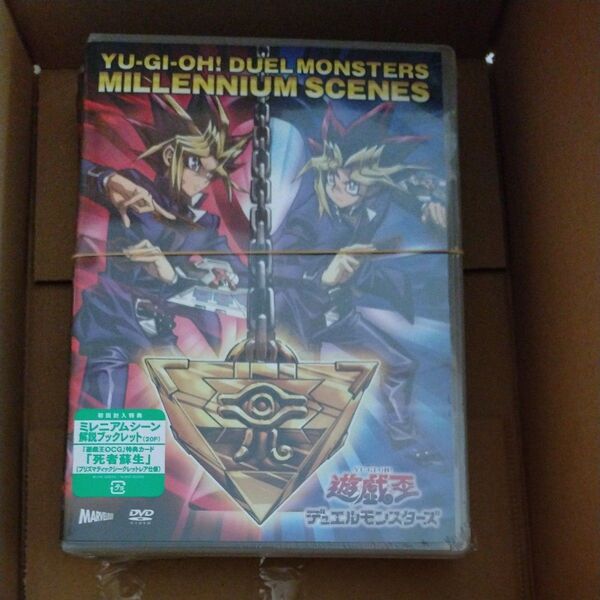 YU-GI-OH! DUEL MONSTERS
MILLENNIUM SCENES
初回封入特典
ミレニアムシーン
解説ブックレット(20P)
「遊戯王OCG」特典カード
「死者蘇生」
(プリズマティックシークレットレア仕様)
MARVELOUS!
DVD
VIDEO
YU-GI-OH!
遊戯王
デュエルモンスターズ